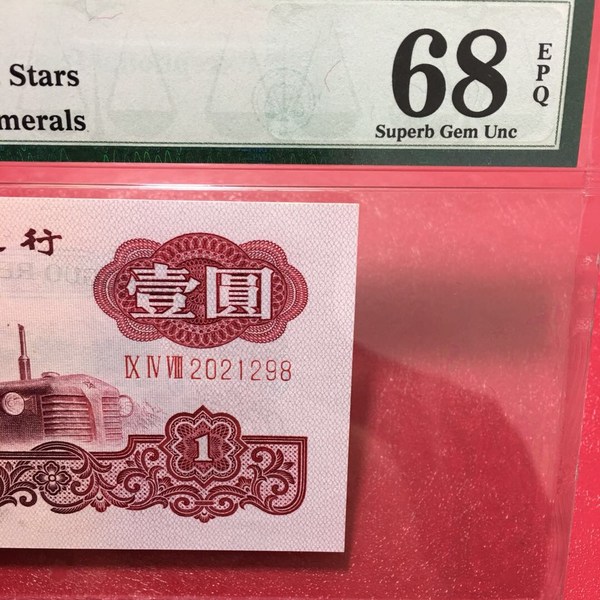 Stars
68
EPQ
merals
Superb Gem Unc
行
壹圓
IX IV VIII 2021298
1